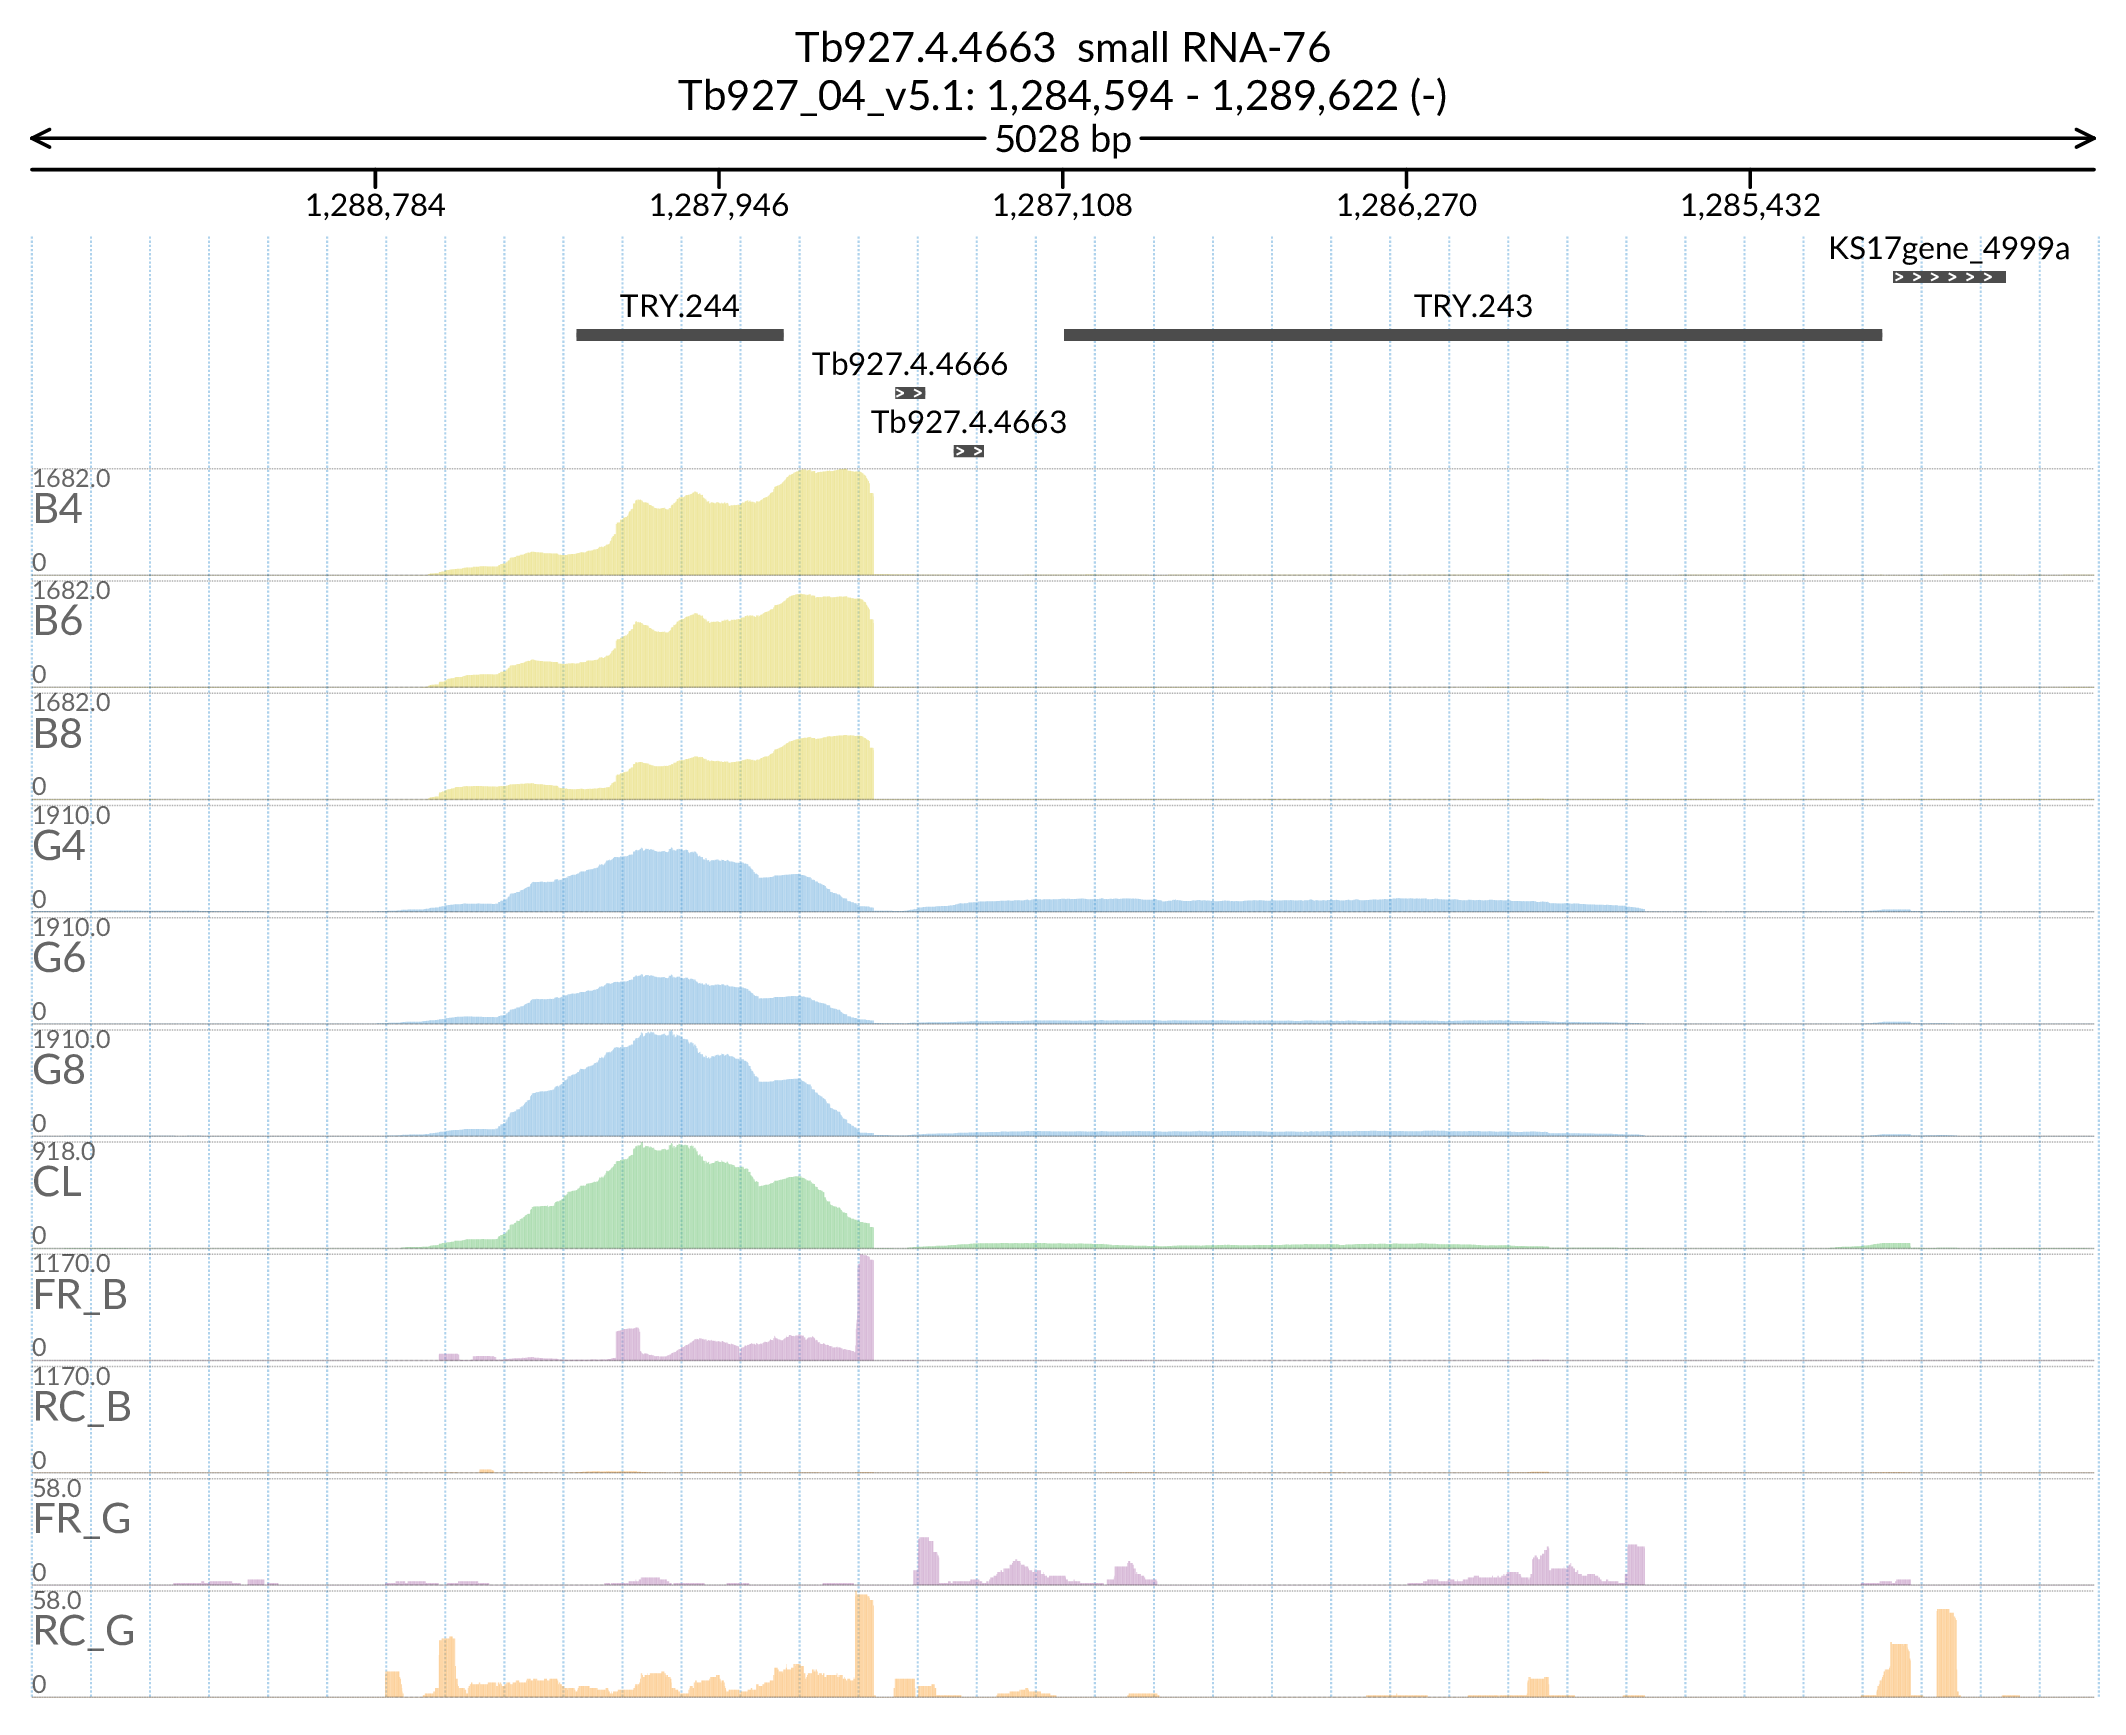 Tb927.4.4663  small RNA-76
Tb927_04_v5.1: 1,284,594 - 1,289,622 (-)
5028 bp
1,288,784 1,287,946 1,287,108 1,286,270 1,285,432
KS17gene_4999a
TRY.244 TRY.243
Tb927.4.4666
Tb927.4.4663
1682.0
B4
0
1682.0
B6
0
1682.0
B8
0
1910.0
G4
0
1910.0
G6
0
1910.0
G8
0
918.0
CL
0
1170.0
FR_B
0
1170.0
RC_B
0
58.0
FR_G
0
58.0
RC_G
0